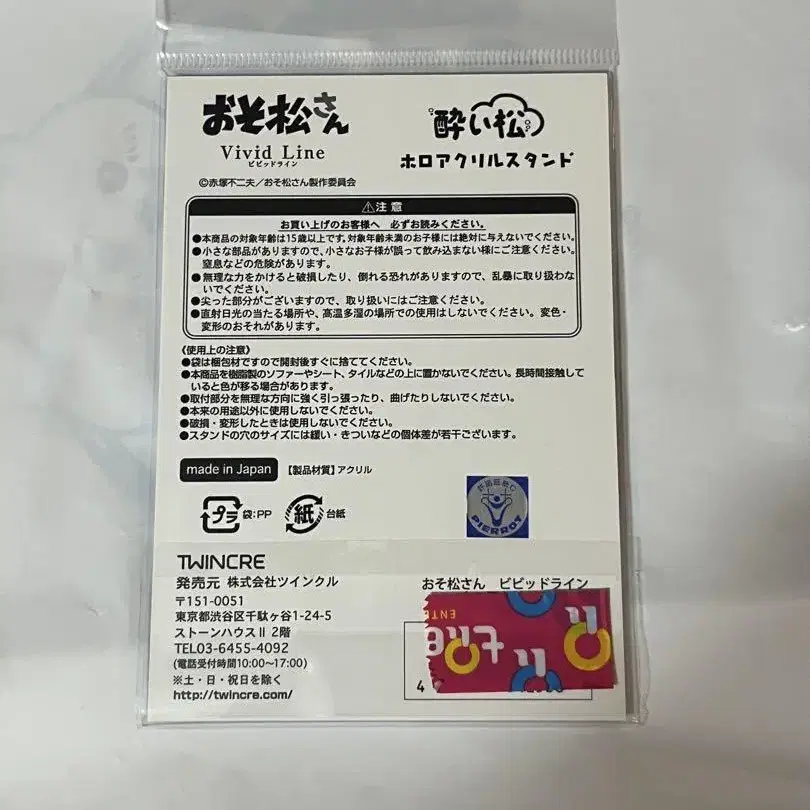 おそ松さん
Vivid Line
ビビッドライン
酔い松
ホロアクリルスタンド
©赤塚不二夫／おそ松さん製作委員会
⚠注意
お買い上げのお客様へ 必ずお読みください。
●本商品の対象年齢は15歳以上です。対象年齢未満のお子様には絶対に与えないでください。
●小さな部品がありますので、小さなお子様が誤って飲み込まない様にご注意ください。
窒息などの危険があります。
●無理な力をかけると破損したり、倒れる恐れがありますので、乱暴に取り扱わな
いでください。
●尖った部分がございますので、取り扱いにはご注意ください。
●直射日光の当たる場所や、高温多湿の場所での使用はしないでください。変色・
変形のおそれがあります。
《使用上の注意》
●袋は梱包材ですので開封後すぐに捨ててください。
●本商品を樹脂製のソファーやシート、タイルなどの上に置かないでください。長時間接触して
いると色が移る場合があります。
●取付部分を無理な方向に強く引っ張ったり、曲げたりしないでください。
●本来の用途以外に使用しないでください。
●破損・変形したときは使用しないでください。
●スタンドの穴のサイズには緩い・きついなどの個体差が若干ございます。
made in Japan 【製品材質】アクリル
プラ 袋：PP 紙 台紙
PIERROT
TWINCRE
発売元 株式会社ツインクル
〒151-0051
東京都渋谷区千駄ヶ谷1-24-5
ストーンハウスⅡ 2階
TEL03-6455-4092
(電話受付時間10:00～17:00)
※土・日・祝日を除く
http://twincre.com/
おそ松さん ビビッドライン
4